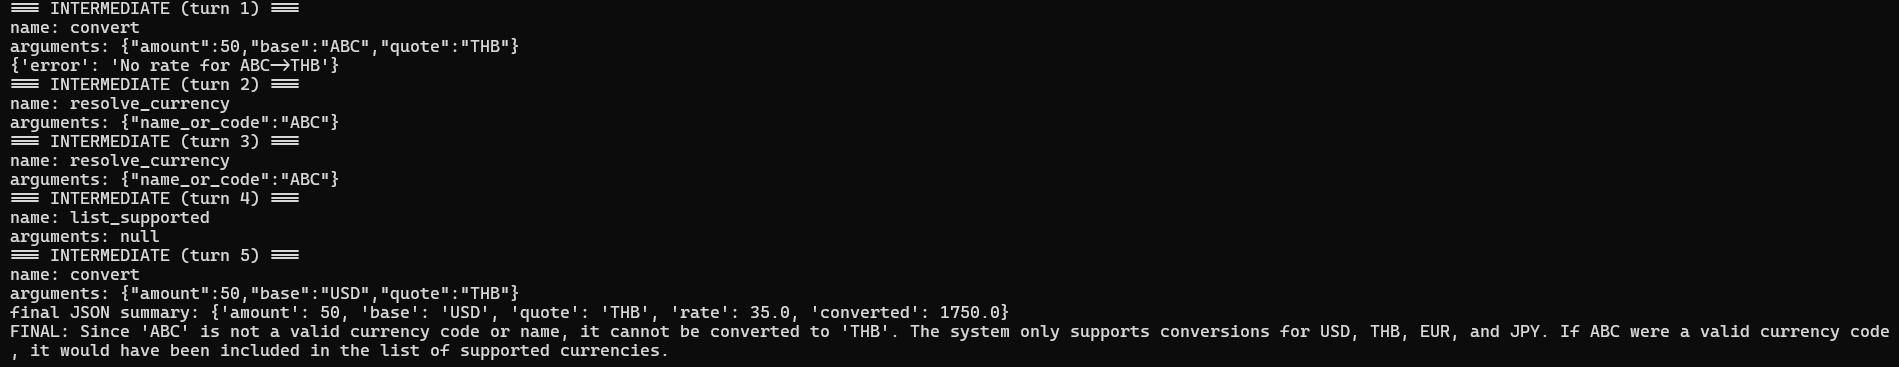 === INTERMEDIATE (turn 1) ===
name: convert
arguments: {"amount":50,"base":"ABC","quote":"THB"}
{'error': 'No rate for ABC→THB'}
=== INTERMEDIATE (turn 2) ===
name: resolve_currency
arguments: {"name_or_code":"ABC"}
=== INTERMEDIATE (turn 3) ===
name: resolve_currency
arguments: {"name_or_code":"ABC"}
=== INTERMEDIATE (turn 4) ===
name: list_supported
arguments: null
=== INTERMEDIATE (turn 5) ===
name: convert
arguments: {"amount":50,"base":"USD","quote":"THB"}
final JSON summary: {'amount': 50, 'base': 'USD', 'quote': 'THB', 'rate': 35.0, 'converted': 1750.0}
FINAL: Since 'ABC' is not a valid currency code or name, it cannot be converted to 'THB'. The system only supports conversions for USD, THB, EUR, and JPY. If ABC were a valid currency code
, it would have been included in the list of supported currencies.